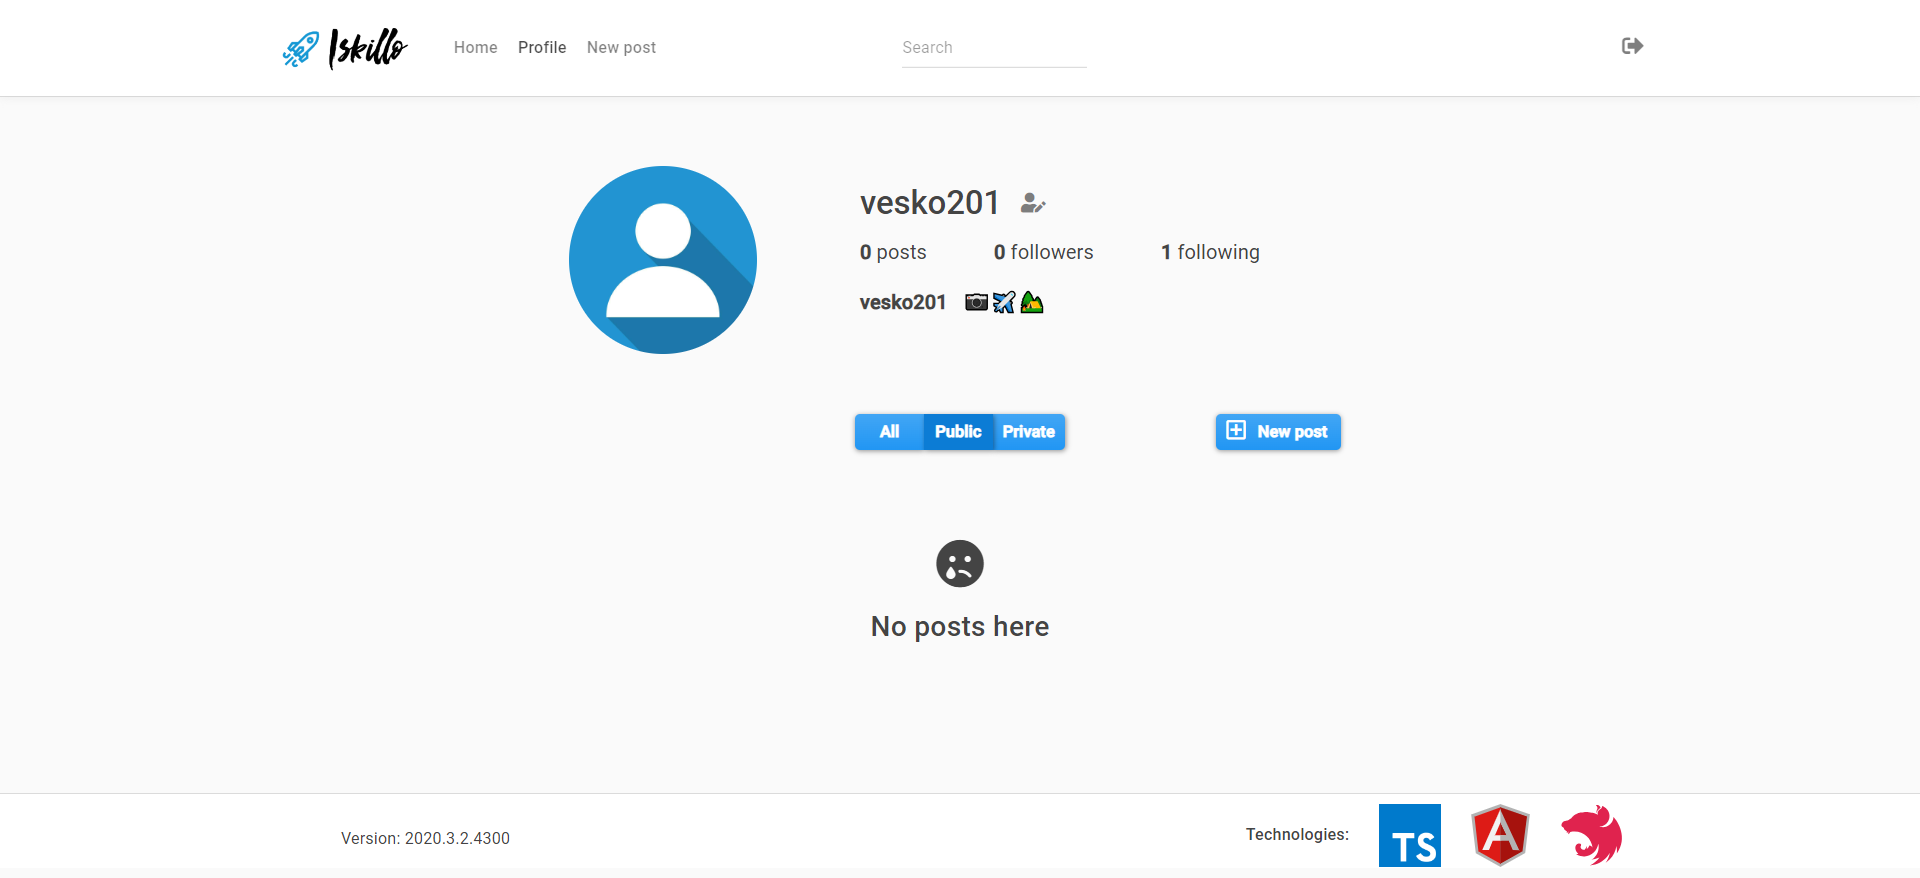 Iskillo Home Profile New post Search
vesko201
0 posts 0 followers 1 following
vesko201 📷✈️🏕️
All Public Private New post
No posts here
Version: 2020.3.2.4300 Technologies: TS A